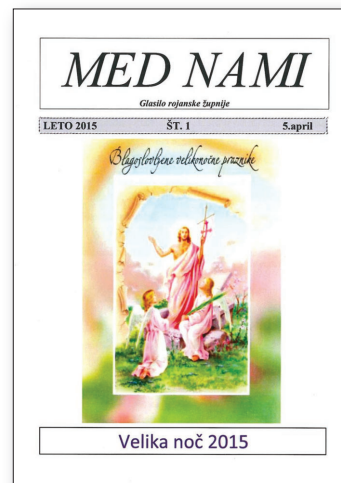 MED NAMI
Glasilo rojanske župnije
LETO 2015 ŠT. 1 5.april
Blagoslovljene velikonočne praznike
Velika noč 2015